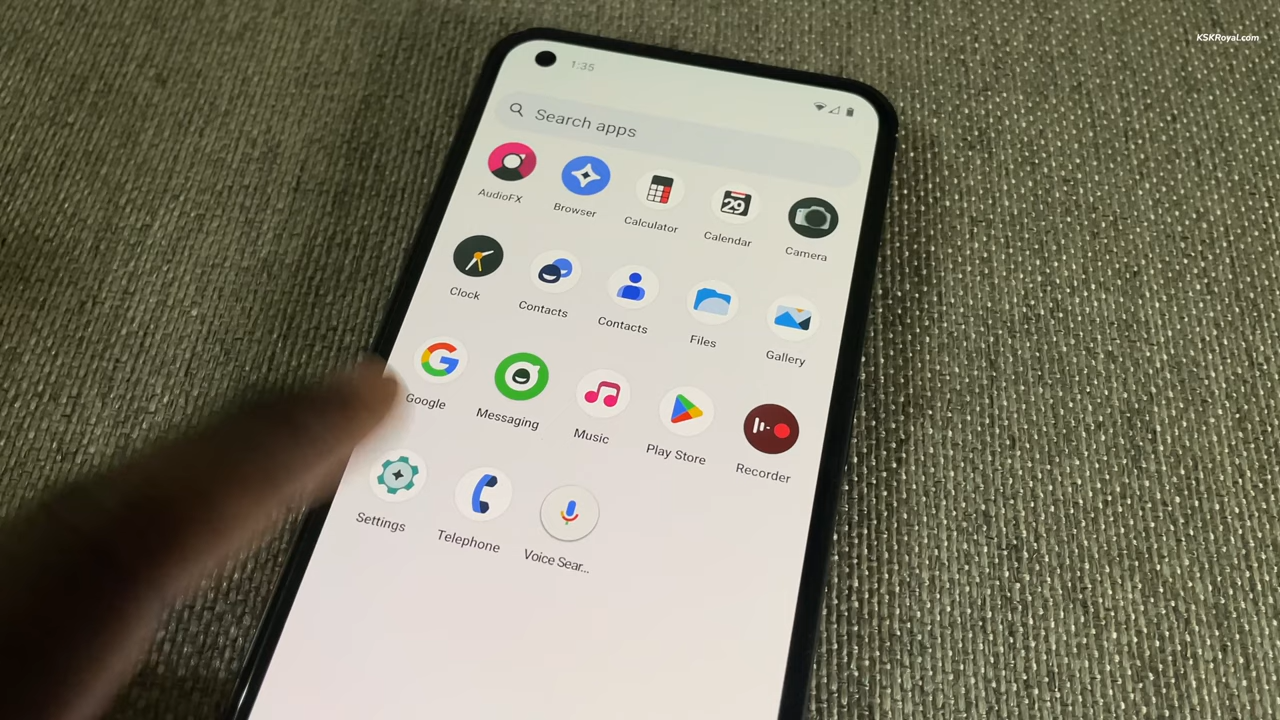 KSKRoyal.com
1:35
Search apps
AudioFX
Browser
Calculator
29
Calendar
Camera
Clock
Contacts
Contacts
Files
Gallery
Google
Messaging
Music
Play Store
Recorder
Settings
Telephone
Voice Sear...